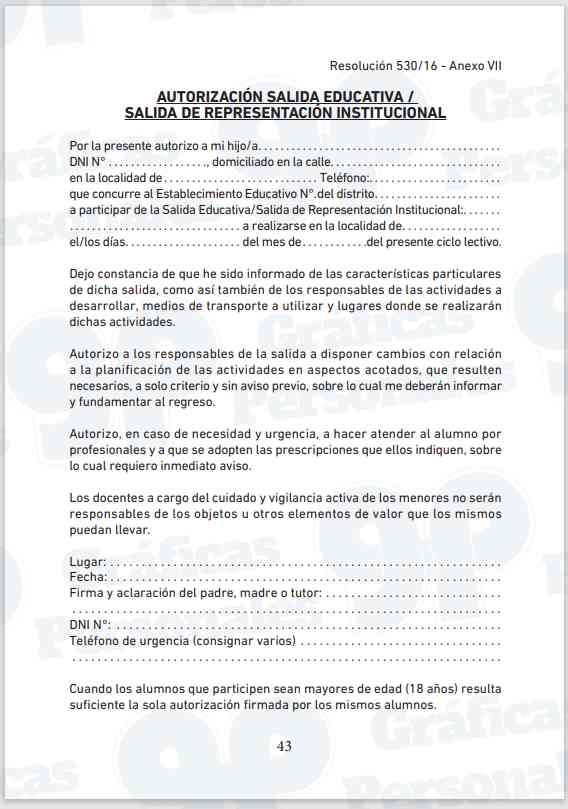 Resolución 530/16 - Anexo VII
AUTORIZACIÓN SALIDA EDUCATIVA /
SALIDA DE REPRESENTACIÓN INSTITUCIONAL
Por la presente autorizo a mi hijo/a. . . . . . . . . . . . . . . . . . . . . . . . . . . . . . . . . . . . . . . .
DNI N° . . . . . . . . . . . . . . . . ., domiciliado en la calle. . . . . . . . . . . . . . . . . . . . . . . . . . . .
en la localidad de . . . . . . . . . . . . . . . . . . . . . . . . . Teléfono:. . . . . . . . . . . . . . . . . . . . . .
que concurre al Establecimiento Educativo N°.del distrito. . . . . . . . . . . . . . . . . . . . .
a participar de la Salida Educativa/Salida de Representación Institucional:. . . . . . .
. . . . . . . . . . . . . . . . . . . . . . . . . . . . a realizarse en la localidad de. . . . . . . . . . . . . . . . .
el/los días. . . . . . . . . . . . . . . . . . . del mes de . . . . . . . . . . .del presente ciclo lectivo.
Dejo constancia de que he sido informado de las características particulares
de dicha salida, como así también de los responsables de las actividades a
desarrollar, medios de transporte a utilizar y lugares donde se realizarán
dichas actividades.
Autorizo a los responsables de la salida a disponer cambios con relación
a la planificación de las actividades en aspectos acotados, que resulten
necesarios, a solo criterio y sin aviso previo, sobre lo cual me deberán informar
y fundamentar al regreso.
Autorizo, en caso de necesidad y urgencia, a hacer atender al alumno por
profesionales y a que se adopten las prescripciones que ellos indiquen, sobre
lo cual requiero inmediato aviso.
Los docentes a cargo del cuidado y vigilancia activa de los menores no serán
responsables de los objetos u otros elementos de valor que los mismos
puedan llevar.
Lugar: . . . . . . . . . . . . . . . . . . . . . . . . . . . . . . . . . . . . . . . . . . . . . . . . . . . . . . . . . . . . . . . .
Fecha: . . . . . . . . . . . . . . . . . . . . . . . . . . . . . . . . . . . . . . . . . . . . . . . . . . . . . . . . . . . . . . . .
Firma y aclaración del padre, madre o tutor: . . . . . . . . . . . . . . . . . . . . . . . . . . . . .
. . . . . . . . . . . . . . . . . . . . . . . . . . . . . . . . . . . . . . . . . . . . . . . . . . . . . . . . . . . . . . . . . . . . . .
DNI N°: . . . . . . . . . . . . . . . . . . . . . . . . . . . . . . . . . . . . . . . . . . . . . . . . . . . . . . . . . . . . . . .
Teléfono de urgencia (consignar varios) . . . . . . . . . . . . . . . . . . . . . . . . . . . . . . . . .
. . . . . . . . . . . . . . . . . . . . . . . . . . . . . . . . . . . . . . . . . . . . . . . . . . . . . . . . . . . . . . . . . . . . . .
Cuando los alumnos que participen sean mayores de edad (18 años) resulta
suficiente la sola autorización firmada por los mismos alumnos.
43
gp
Gráficas
Personales